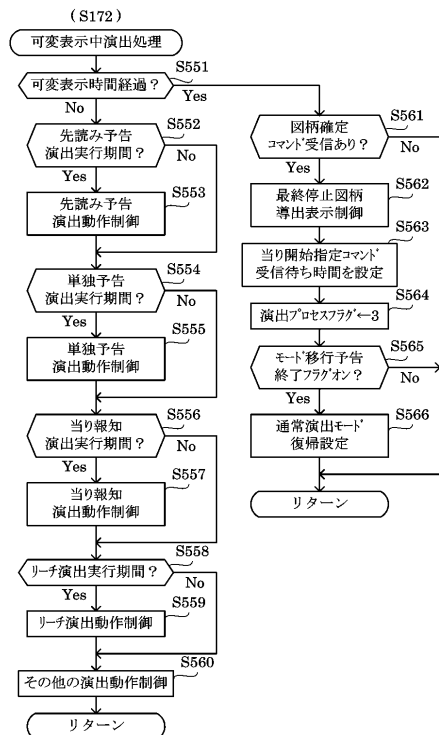 (S172)
可変表示中演出処理
S551
可変表示時間経過？
Yes
No
S552
先読み予告
演出実行期間？
No
Yes
S553
先読み予告
演出動作制御
S554
単独予告
演出実行期間？
No
Yes
S555
単独予告
演出動作制御
S556
当り報知
演出実行期間？
No
Yes
S557
当り報知
演出動作制御
S558
リーチ演出実行期間？
No
Yes
S559
リーチ演出動作制御
S560
その他の演出動作制御
リターン
S561
図柄確定
コマンド受信あり？
No
Yes
S562
最終停止図柄
導出表示制御
S563
当り開始指定コマンド
受信待ち時間を設定
S564
演出プロセスフラグ←3
S565
モード移行予告
終了フラグオン？
No
Yes
S566
通常演出モード
復帰設定
リターン